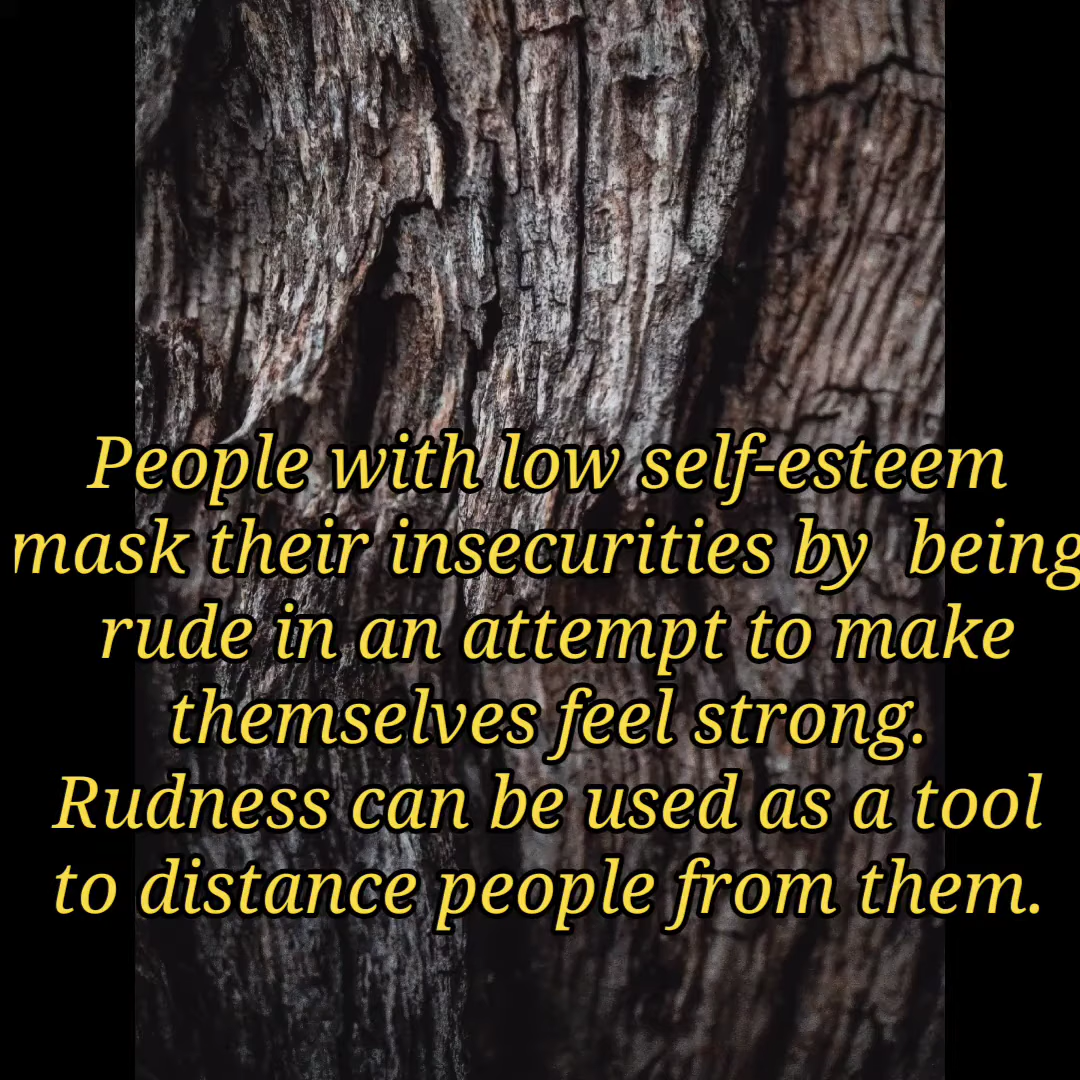 People with low self-esteem
mask their insecurities by  being
rude in an attempt to make
themselves feel strong.
Rudness can be used as a tool
to distance people from them.